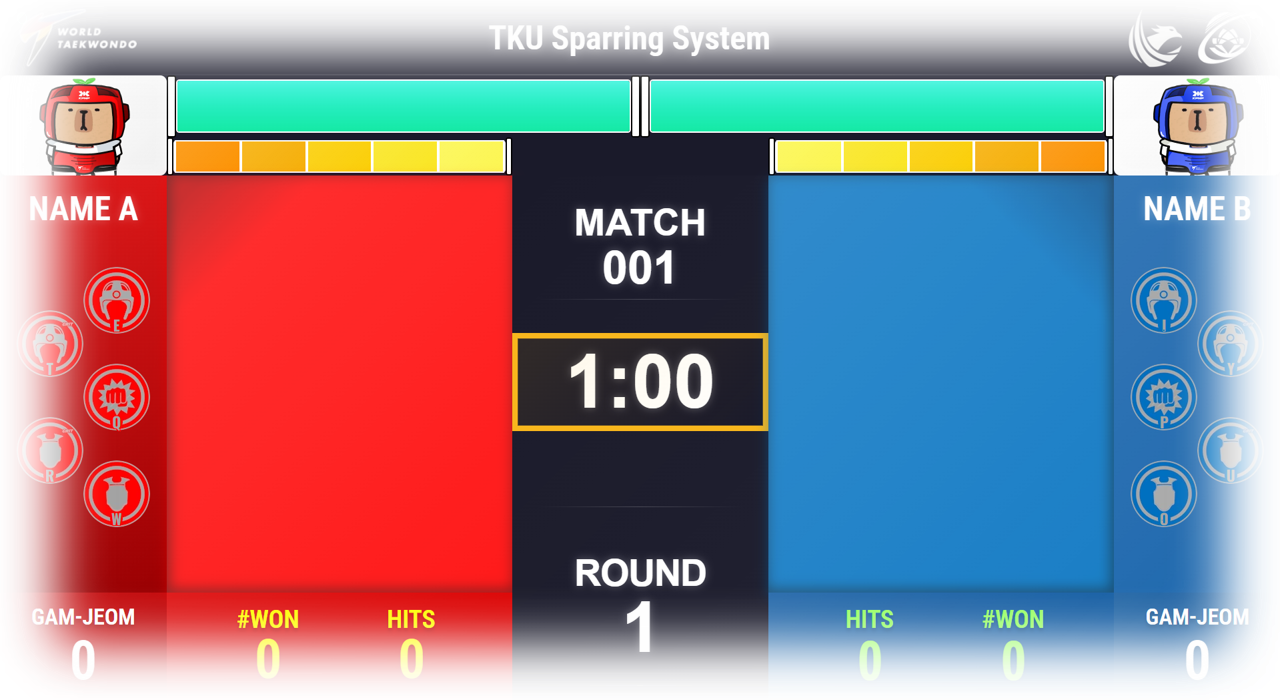 WORLD
TAEKWONDO
TKU Sparring System
NAME A
NAME B
MATCH
001
E
T
Q
R
W
1:00
I
Y
P
U
O
ROUND
1
GAM-JEOM
0
#WON
0
HITS
0
HITS
0
#WON
0
GAM-JEOM
0